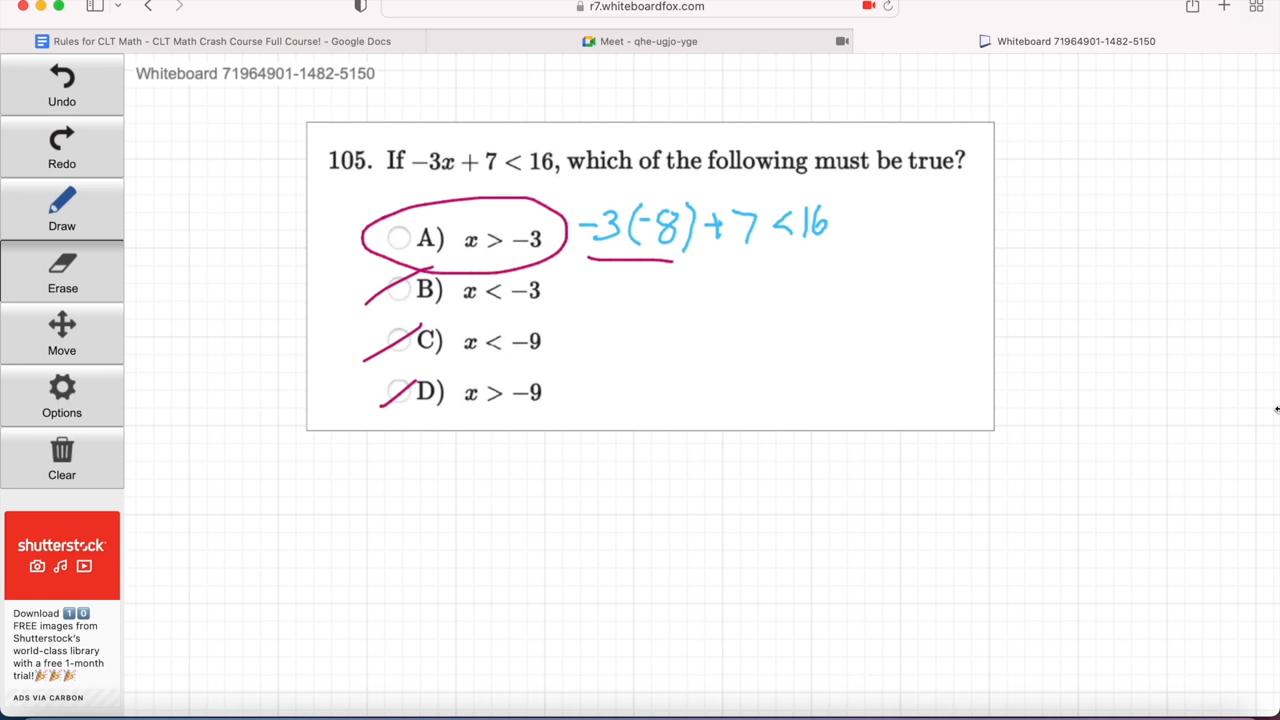 r7.whiteboardfox.com
Rules for CLT Math - CLT Math Crash Course Full Course! - Google Docs
Meet - qhe-ugjo-yge
Whiteboard 71964901-1482-5150
Whiteboard 71964901-1482-5150
Undo
Redo
Draw
Erase
Move
Options
Clear
105. If −3x + 7 < 16, which of the following must be true?
A) x > −3
-3(-8)+7 <16
B) x < −3
C) x < −9
D) x > −9
shutterstock
Download 1️⃣0️⃣
FREE images from
Shutterstock's
world-class library
with a free 1-month
trial!🎉🎉🎉
ADS VIA CARBON